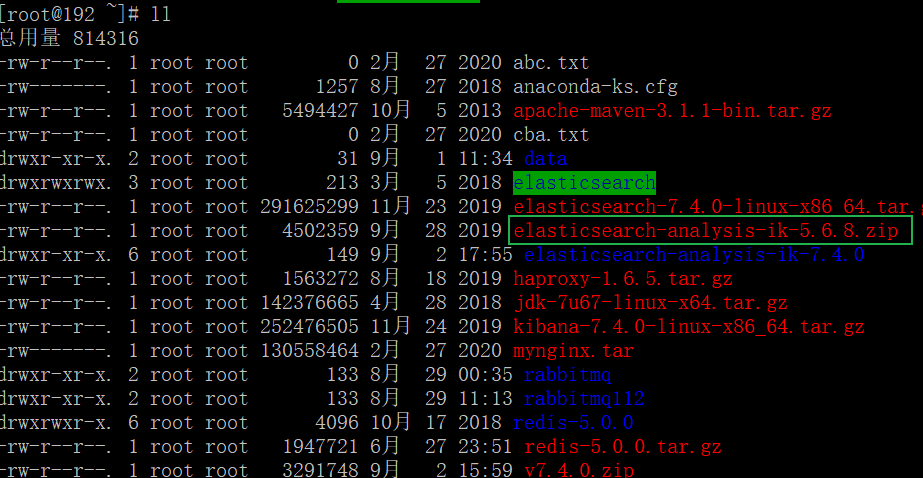 [root@192 ~]# ll
总用量 814316
-rw-r--r--. 1 root root 0 2月 27 2020 abc.txt
-rw-------. 1 root root 1257 8月 27 2018 anaconda-ks.cfg
-rw-r--r--. 1 root root 5494427 10月 5 2013 apache-maven-3.1.1-bin.tar.gz
-rw-r--r--. 1 root root 0 2月 27 2020 cba.txt
drwxr-xr-x. 2 root root 31 9月 1 11:34 data
drwxrwxrwx. 3 root root 213 3月 5 2018 elasticsearch
-rw-r--r--. 1 root root 291625299 11月 23 2019 elasticsearch-7.4.0-linux-x86_64.tar.g
-rw-r--r--. 1 root root 4502359 9月 28 2019 elasticsearch-analysis-ik-5.6.8.zip
drwxr-xr-x. 6 root root 149 9月 2 17:55 elasticsearch-analysis-ik-7.4.0
-rw-r--r--. 1 root root 1563272 8月 18 2019 haproxy-1.6.5.tar.gz
-rw-r--r--. 1 root root 142376665 4月 28 2018 jdk-7u67-linux-x64.tar.gz
-rw-r--r--. 1 root root 252476505 11月 24 2019 kibana-7.4.0-linux-x86_64.tar.gz
-rw-------. 1 root root 130558464 2月 27 2020 mynginx.tar
drwxr-xr-x. 2 root root 133 8月 29 00:35 rabbitmq
drwxr-xr-x. 2 root root 133 8月 29 11:13 rabbitmq112
drwxrwxr-x. 6 root root 4096 10月 17 2018 redis-5.0.0
-rw-r--r--. 1 root root 1947721 6月 27 23:51 redis-5.0.0.tar.gz
-rw-r--r--. 1 root root 3291748 9月 2 15:59 v7.4.0.zip